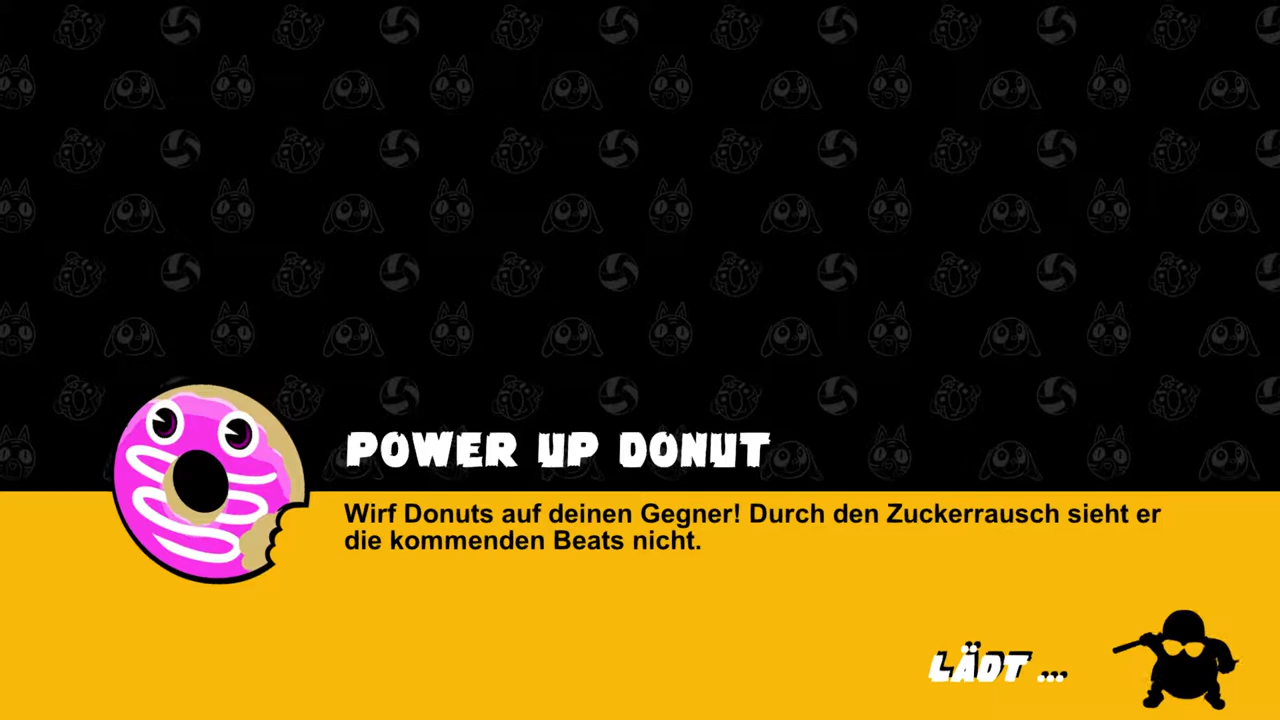 POWER UP DONUT
Wirf Donuts auf deinen Gegner! Durch den Zuckerrausch sieht er
die kommenden Beats nicht.
LÄDT ...